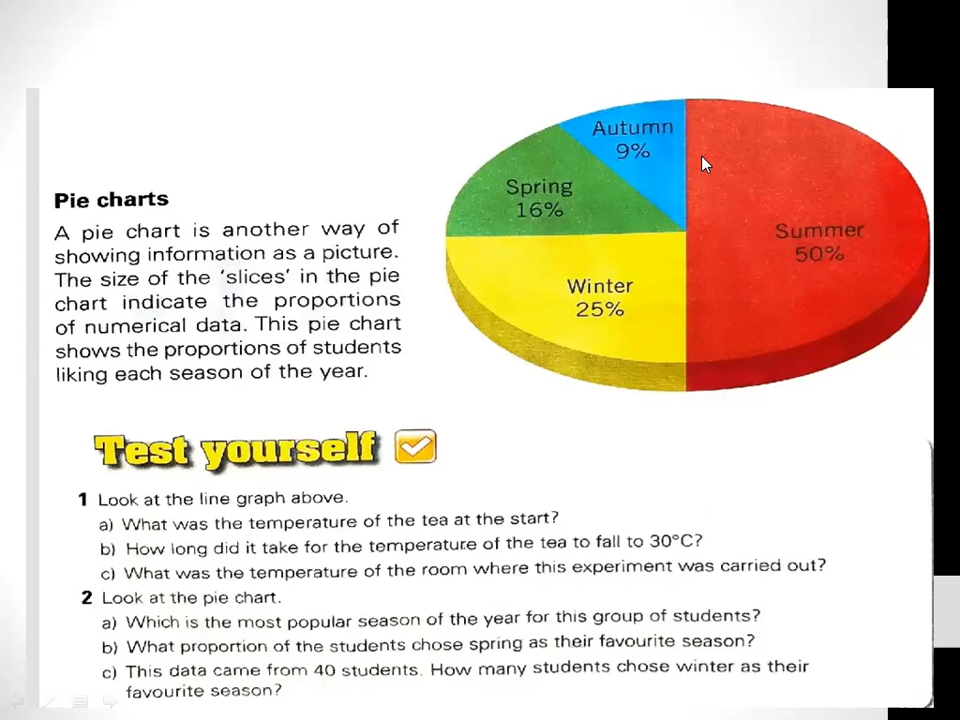 Pie charts
A pie chart is another way of
showing information as a picture.
The size of the 'slices' in the pie
chart indicate the proportions
of numerical data. This pie chart
shows the proportions of students
liking each season of the year.
Autumn
9%
Spring
16%
Summer
50%
Winter
25%
Test yourself
1 Look at the line graph above.
a) What was the temperature of the tea at the start?
b) How long did it take for the temperature of the tea to fall to 30°C?
c) What was the temperature of the room where this experiment was carried out?
2 Look at the pie chart.
a) Which is the most popular season of the year for this group of students?
b) What proportion of the students chose spring as their favourite season?
c) This data came from 40 students. How many students chose winter as their
favourite season?